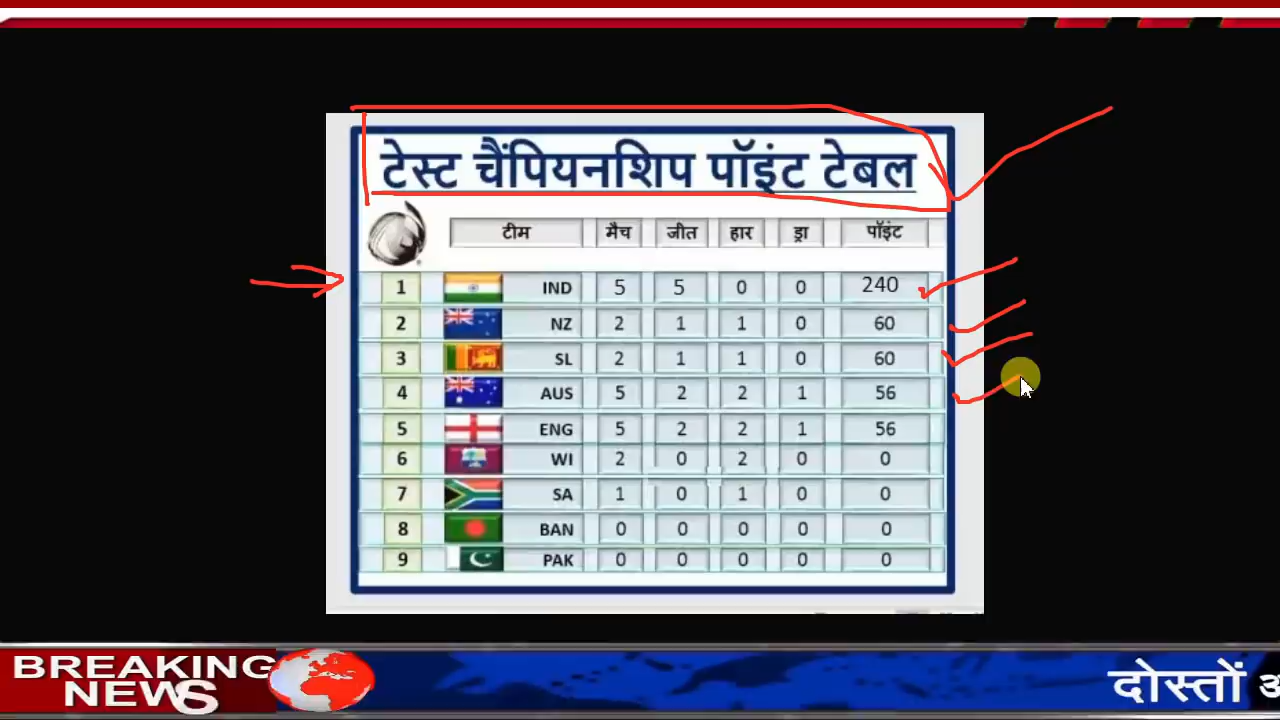 टेस्ट चैंपियनशिप पॉइंट टेबल
टीम मैच जीत हार ड्रा पॉइंट
1 IND 5 5 0 0 240
2 NZ 2 1 1 0 60
3 SL 2 1 1 0 60
4 AUS 5 2 2 1 56
5 ENG 5 2 2 1 56
6 WI 2 0 2 0 0
7 SA 1 0 1 0 0
8 BAN 0 0 0 0 0
9 PAK 0 0 0 0 0
BREAKING
NEWS
दोस्तों